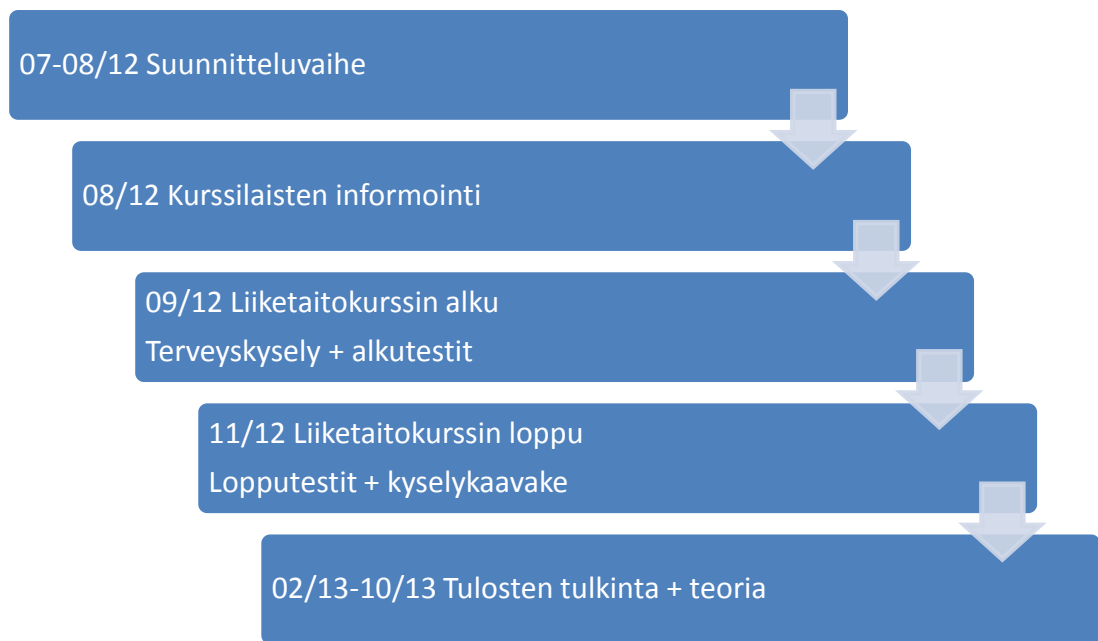 07-08/12 Suunnitteluvaihe
08/12 Kurssilaisten informointi
09/12 Liiketaitokurssin alku
Terveyskysely + alkutestit
11/12 Liiketaitokurssin loppu
Lopputestit + kyselykaavake
02/13-10/13 Tulosten tulkinta + teoria